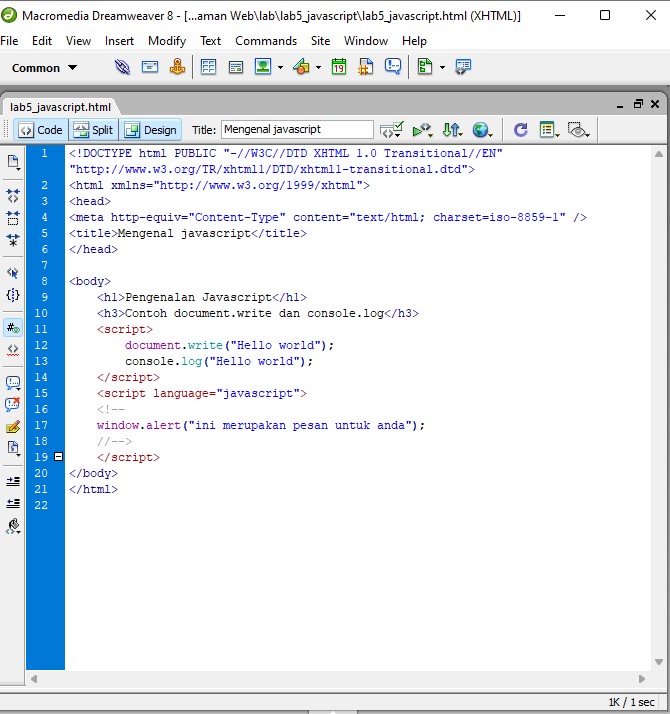 Macromedia Dreamweaver 8 - [...aman Web\lab\lab5_javascript\lab5_javascript.html (XHTML)]
File Edit View Insert Modify Text Commands Site Window Help
Common
19
lab5_javascript.html
Code Split Design Title: Mengenal javascript
1 <!DOCTYPE html PUBLIC "-//W3C//DTD XHTML 1.0 Transitional//EN"
"http://www.w3.org/TR/xhtml1/DTD/xhtml1-transitional.dtd">
2 <html xmlns="http://www.w3.org/1999/xhtml">
3 <head>
4 <meta http-equiv="Content-Type" content="text/html; charset=iso-8859-1" />
5 <title>Mengenal javascript</title>
6 </head>
7
8 <body>
9 <h1>Pengenalan Javascript</h1>
10 <h3>Contoh document.write dan console.log</h3>
11 <script>
12 document.write("Hello world");
13 console.log("Hello world");
14 </script>
15 <script language="javascript">
16 <!--
17 window.alert("ini merupakan pesan untuk anda");
18 //-->
19 </script>
20 </body>
21 </html>
22
1K / 1 sec